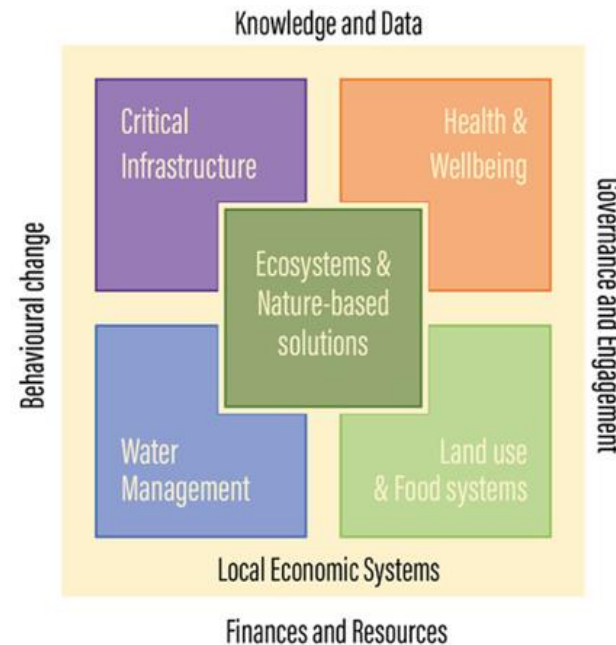 Knowledge and Data
Critical
Infrastructure
Health &
Wellbeing
Behavioural change
Ecosystems &
Nature-based
solutions
Governance and Engagement
Water
Management
Land use
& Food systems
Local Economic Systems
Finances and Resources